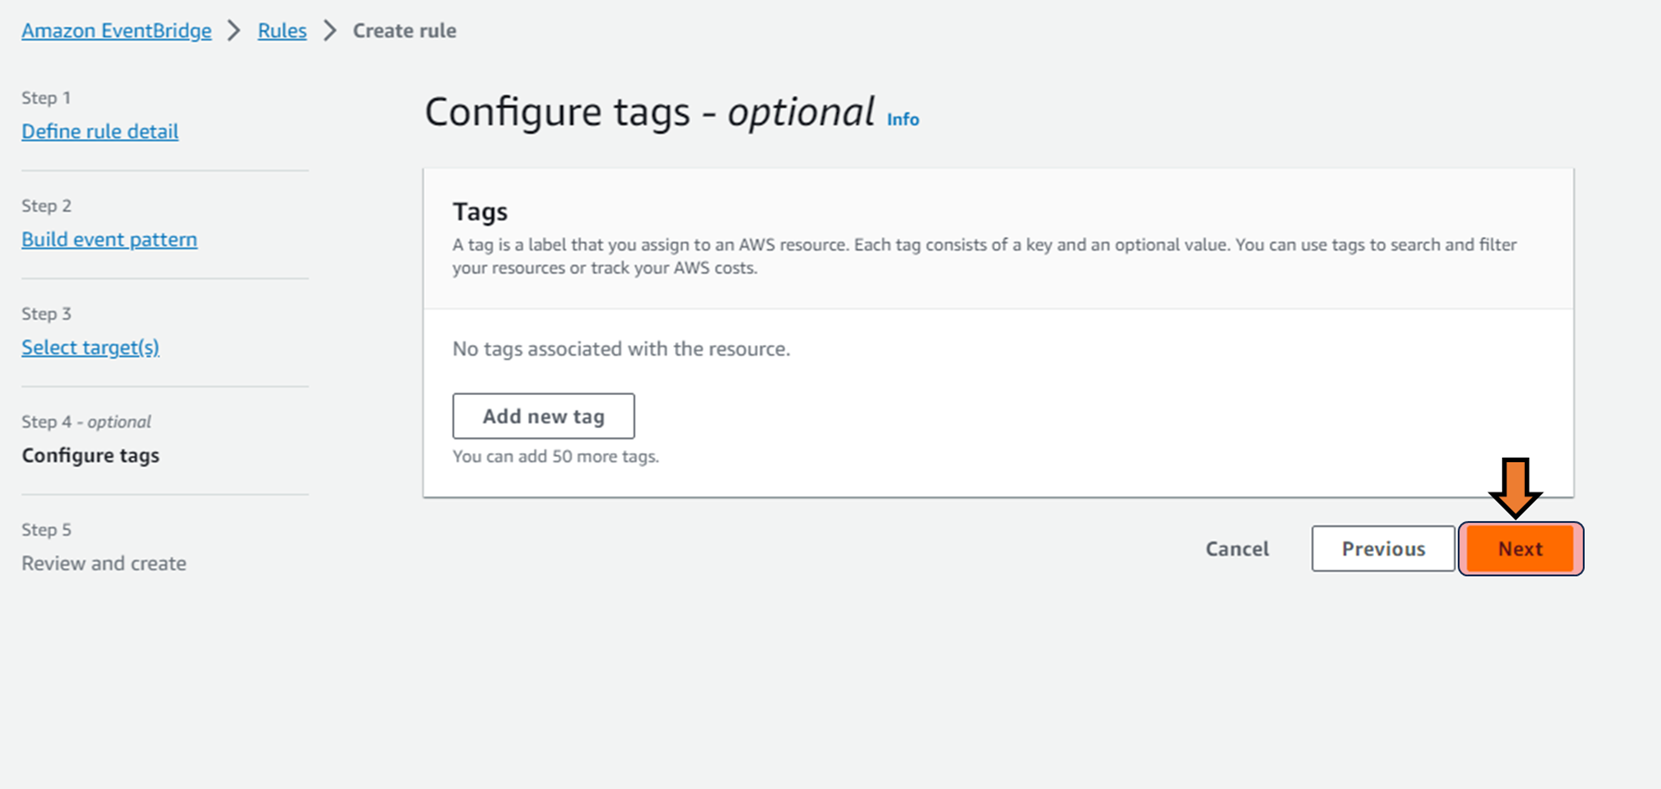 Amazon EventBridge > Rules > Create rule
Step 1
Define rule detail
Step 2
Build event pattern
Step 3
Select target(s)
Step 4 - optional
Configure tags
Step 5
Review and create
Configure tags - optional Info
Tags
A tag is a label that you assign to an AWS resource. Each tag consists of a key and an optional value. You can use tags to search and filter
your resources or track your AWS costs.
No tags associated with the resource.
Add new tag
You can add 50 more tags.
Cancel Previous Next